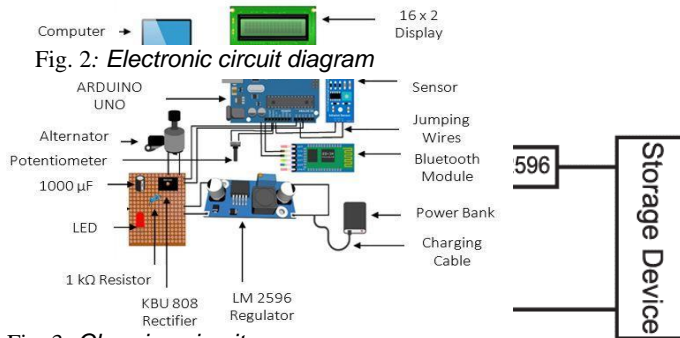 Computer
16 x 2
Display
Fig. 2: Electronic circuit diagram
ARDUINO
UNO
Sensor
Alternator
Jumping
Wires
Potentiometer
Bluetooth
Module
1000 µF
LED
Power Bank
Charging
Cable
1 kΩ Resistor
KBU 808
Rectifier
LM 2596
Regulator
2596
Storage Device